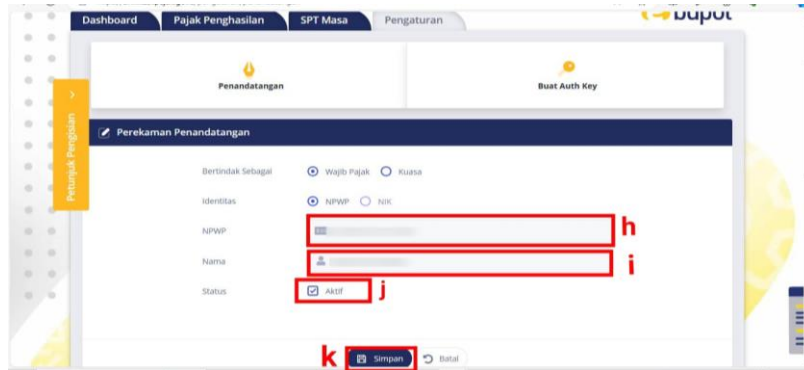 Dashboard
Pajak Penghasilan
SPT Masa
Pengaturan
bupot
Penandatangan
Buat Auth Key
Petunjuk Pengisian
Perekaman Penandatangan
Bertindak Sebagai Wajib Pajak Kuasa
Identitas NPWP NIK
NPWP h
Nama i
Status Aktif j
k Simpan Batal